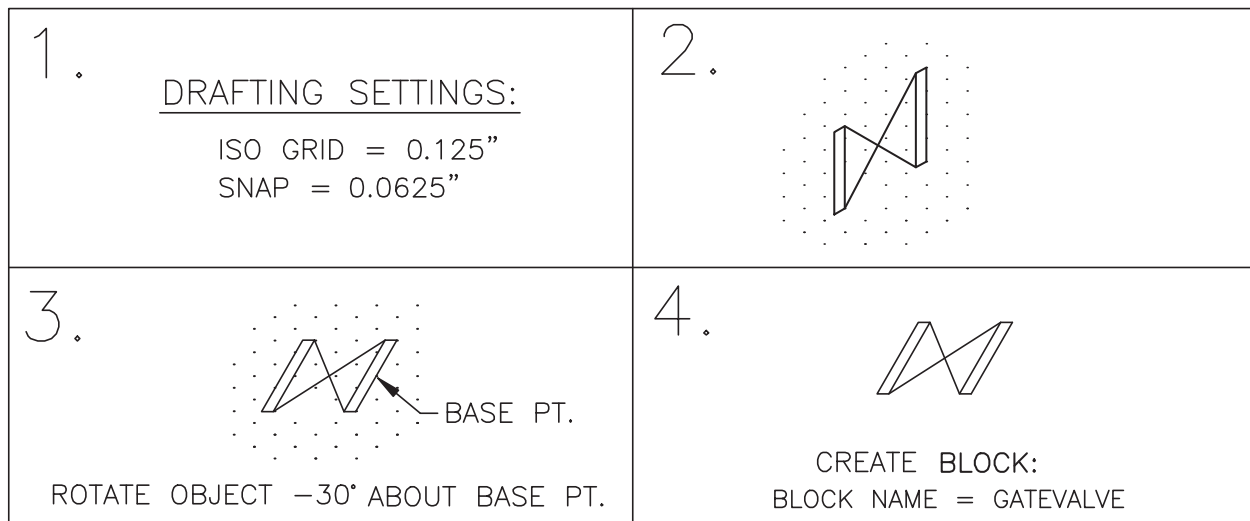 1.
DRAFTING SETTINGS:
ISO GRID = 0.125”
SNAP = 0.0625”
2.
3.
BASE PT.
ROTATE OBJECT −30° ABOUT BASE PT.
4.
CREATE BLOCK:
BLOCK NAME = GATEVALVE